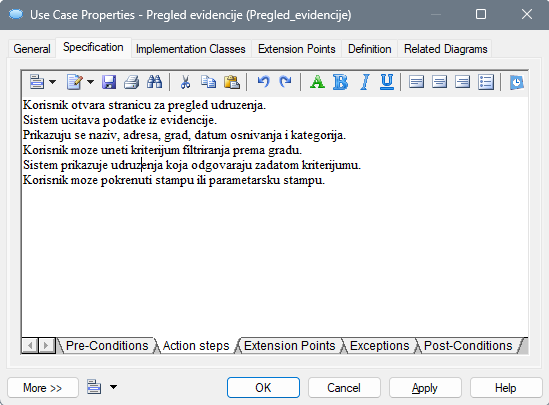 Use Case Properties - Pregled evidencije (Pregled_evidencije)
General Specification Implementation Classes Extension Points Definition Related Diagrams
A B I U
Korisnik otvara stranicu za pregled udruzenja.
Sistem ucitava podatke iz evidencije.
Prikazuju se naziv, adresa, grad, datum osnivanja i kategorija.
Korisnik moze uneti kriterijum filtriranja prema gradu.
Sistem prikazuje udruzenja koja odgovaraju zadatom kriterijumu.
Korisnik moze pokrenuti stampu ili parametarsku stampu.
Pre-Conditions Action steps Extension Points Exceptions Post-Conditions
More >> OK Cancel Apply Help